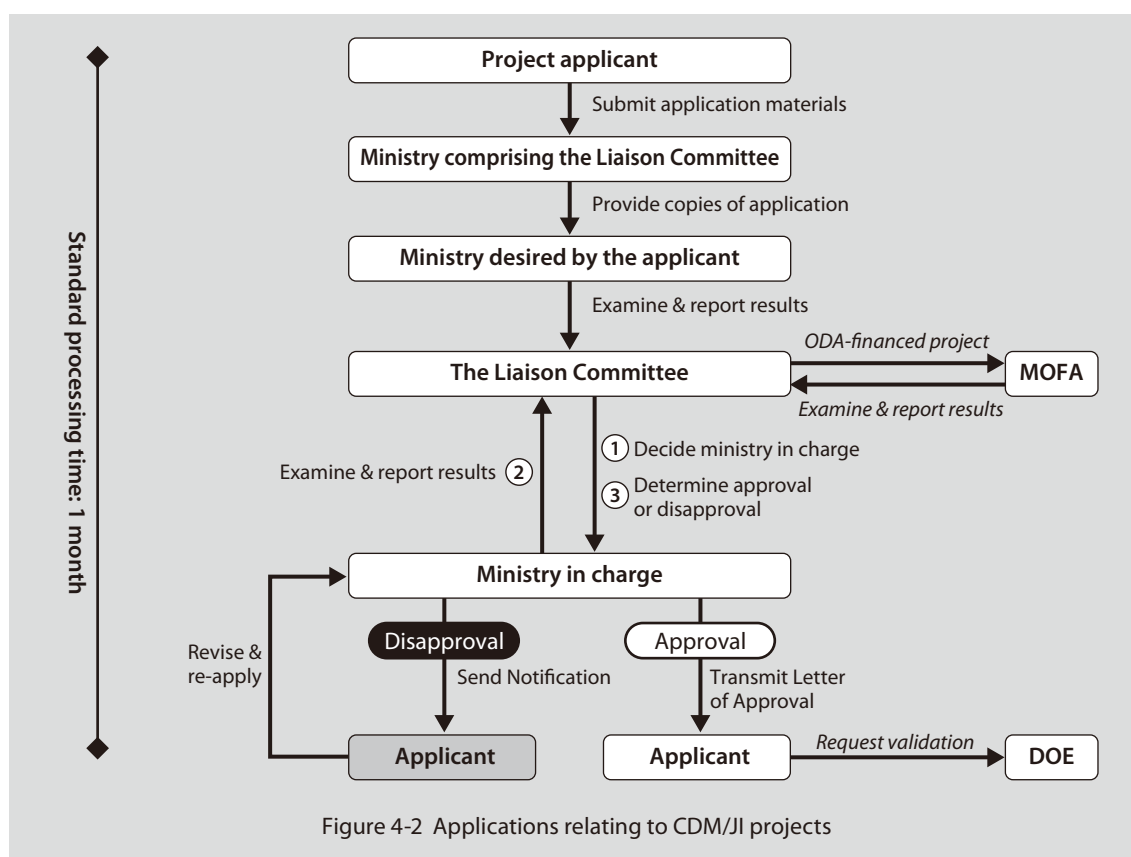 Project applicant
Submit application materials
Ministry comprising the Liaison Committee
Provide copies of application
Ministry desired by the applicant
Examine & report results
ODA-financed project
The Liaison Committee
MOFA
Examine & report results
1 Decide ministry in charge
Examine & report results 2
3 Determine approval
or disapproval
Standard processing time: 1 month
Ministry in charge
Disapproval
Approval
Revise &
re-apply
Send Notification
Transmit Letter
of Approval
Applicant
Applicant
Request validation
DOE
Figure 4-2 Applications relating to CDM/JI projects